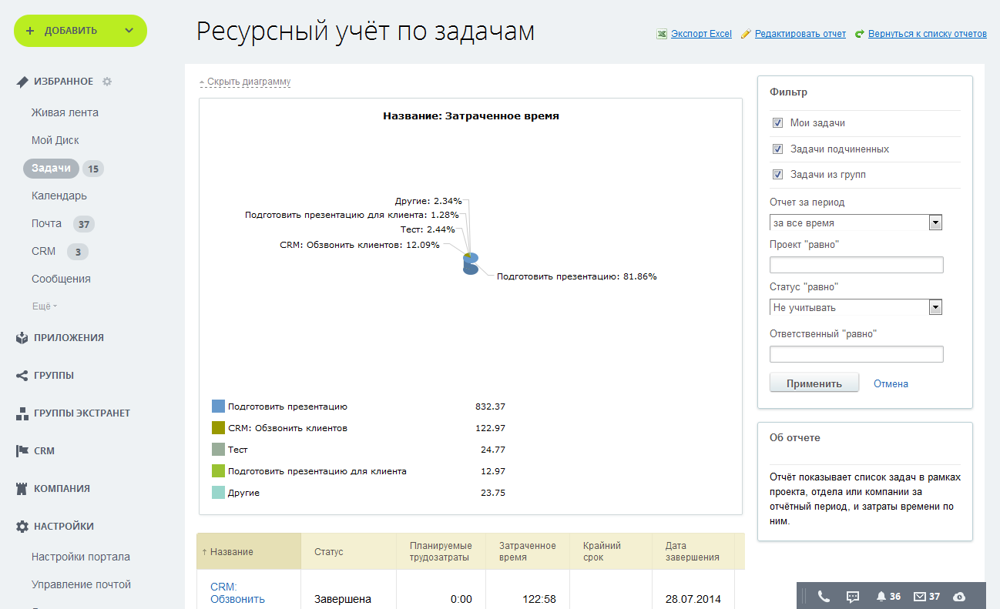 ДОБАВИТЬ
Ресурсный учёт по задачам
Экспорт Excel
Редактировать отчет
Вернуться к списку отчетов
ИЗБРАННОЕ
Живая лента
Мой Диск
Задачи 15
Календарь
Почта 37
CRM 3
Сообщения
Ещё
ПРИЛОЖЕНИЯ
ГРУППЫ
ГРУППЫ ЭКСТРАНЕТ
CRM
КОМПАНИЯ
НАСТРОЙКИ
Настройки портала
Управление почтой
Скрыть диаграмму
Название: Затраченное время
Другие: 2.34%
Подготовить презентацию для клиента: 1.28%
Тест: 2.44%
CRM: Обзвонить клиентов: 12.09%
Подготовить презентацию: 81.86%
Подготовить презентацию 832.37
CRM: Обзвонить клиентов 122.97
Тест 24.77
Подготовить презентацию для клиента 12.97
Другие 23.75
↑ Название
Статус
Планируемые
трудозатраты
Затраченное
время
Крайний
срок
Дата
завершения
CRM:
Обзвонить
Завершена
0:00
122:58
28.07.2014
Фильтр
Мои задачи
Задачи подчиненных
Задачи из групп
Отчет за период
за все время
Проект "равно"
Статус "равно"
Не учитывать
Ответственный "равно"
Применить
Отмена
Об отчете
Отчёт показывает список задач в рамках
проекта, отдела или компании за
отчётный период, и затраты времени по
ним.
36
37